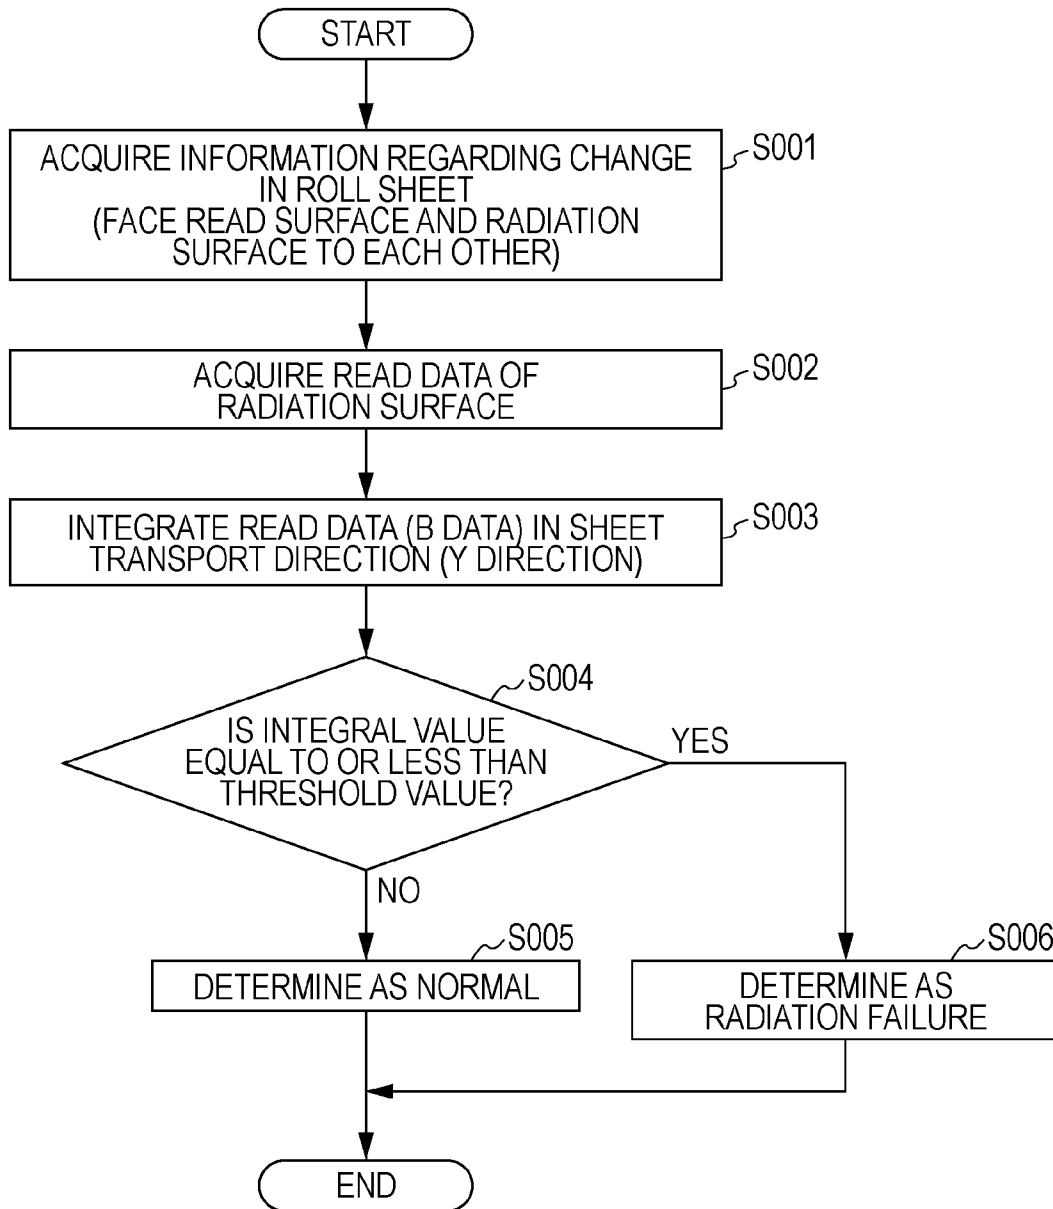 START
ACQUIRE INFORMATION REGARDING CHANGE
IN ROLL SHEET
(FACE READ SURFACE AND RADIATION
SURFACE TO EACH OTHER)
S001
ACQUIRE READ DATA OF
RADIATION SURFACE
S002
INTEGRATE READ DATA (B DATA) IN SHEET
TRANSPORT DIRECTION (Y DIRECTION)
S003
S004
IS INTEGRAL VALUE
EQUAL TO OR LESS THAN
THRESHOLD VALUE?
YES
NO
S005
DETERMINE AS NORMAL
S006
DETERMINE AS
RADIATION FAILURE
END